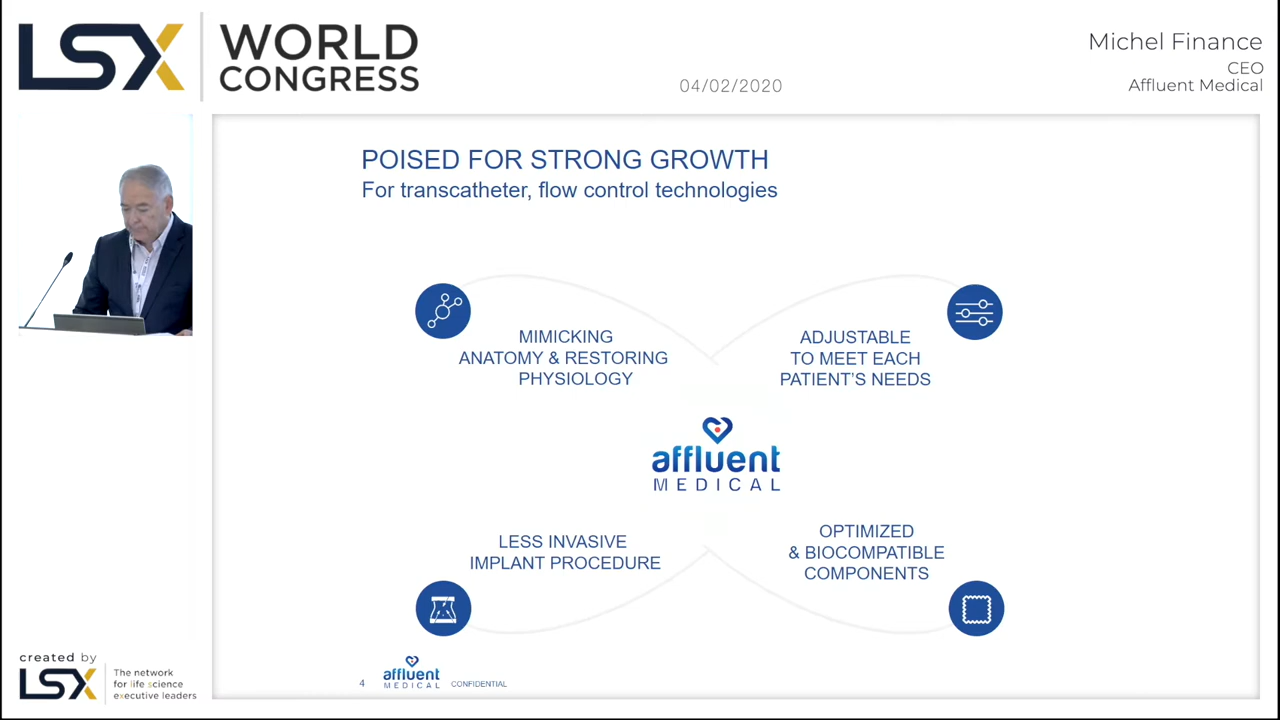 LSX
WORLD
CONGRESS
04/02/2020
Michel Finance
CEO
Affluent Medical
POISED FOR STRONG GROWTH
For transcatheter, flow control technologies
MIMICKING
ANATOMY & RESTORING
PHYSIOLOGY
ADJUSTABLE
TO MEET EACH
PATIENT'S NEEDS
affluent
MEDICAL
LESS INVASIVE
IMPLANT PROCEDURE
OPTIMIZED
& BIOCOMPATIBLE
COMPONENTS
4
affluent
MEDICAL
CONFIDENTIAL
created by
LSX
The network
for life science
executive leaders